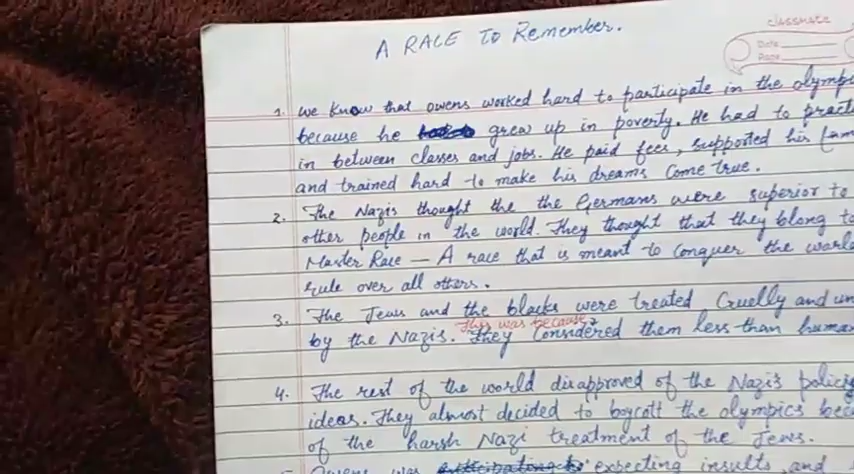 A RACE To Remember.
classmate
Date
Page
1. we know that owens worked hard to participate in the olympi
because he grew up in poverty. He had to pract
in between classes and jobs. He paid fees, supported his fam
and trained hard to make his dreams come true.
2. The Nazis thought the the Germans were superior to
other people in the world. They thought that they blong to
Master Race — A race that is meant to conquer the world
rule over all others.
3. The Jews and the blacks were treated Cruelly and un
This was because
by the Nazis. They Considered them less than human
4. The rest of the world disapproved of the Nazi's polici
ideas. They almost decided to boycott the olympics bec
of the harsh Nazi treatment of the Jews.
5. Owens was expecting insults and